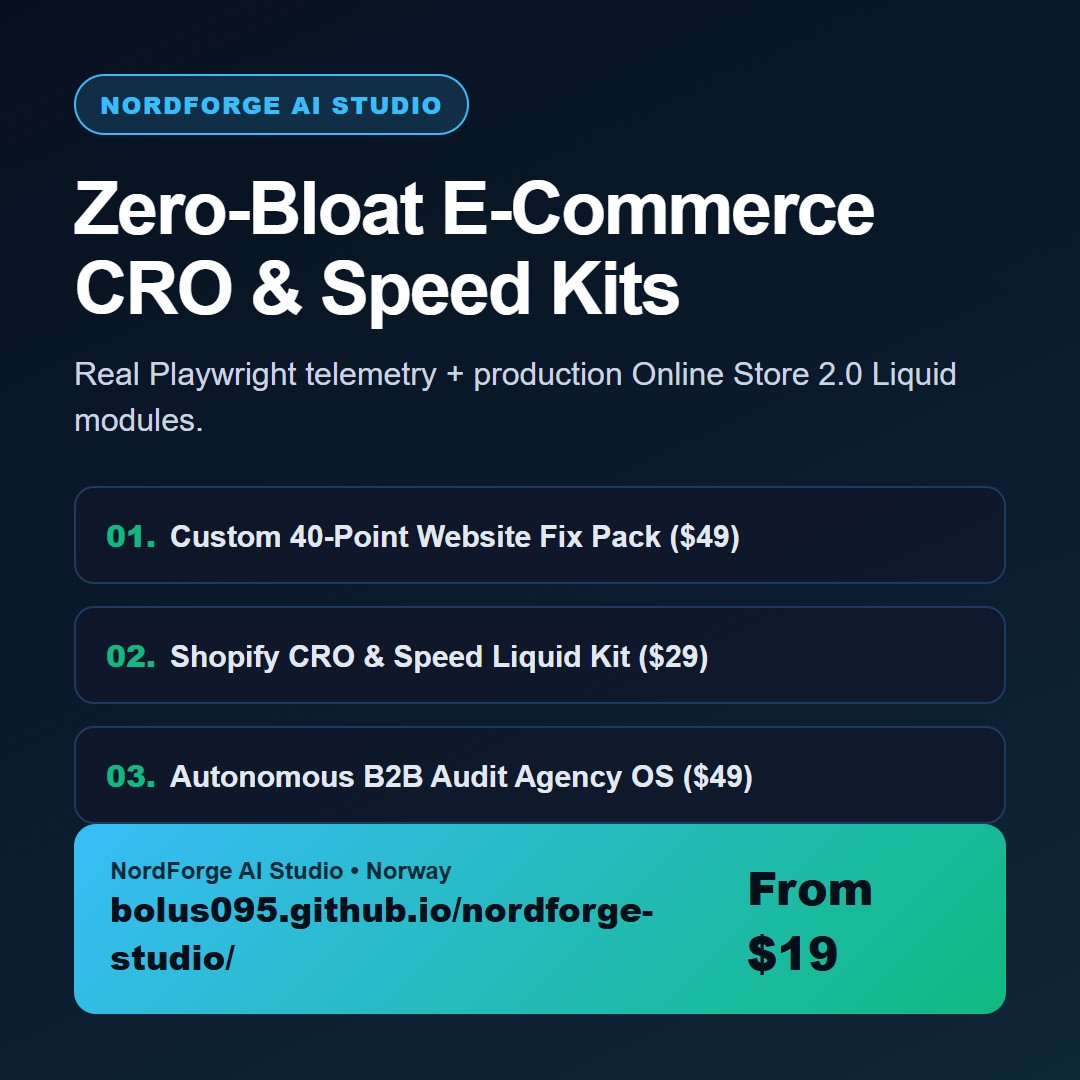 NORDFORGE AI STUDIO
Zero-Bloat E-Commerce
CRO & Speed Kits
Real Playwright telemetry + production Online Store 2.0 Liquid
modules.
01. Custom 40-Point Website Fix Pack ($49)
02. Shopify CRO & Speed Liquid Kit ($29)
03. Autonomous B2B Audit Agency OS ($49)
NordForge AI Studio • Norway
bolus095.github.io/nordforge-
studio/
From
$19